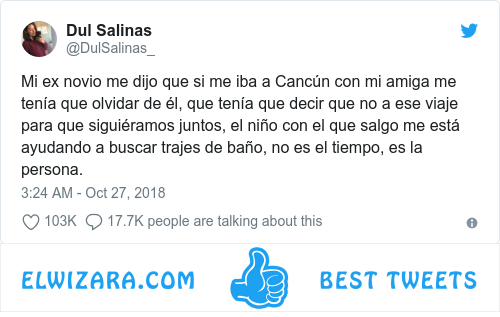 Dul Salinas
@DulSalinas_
Mi ex novio me dijo que si me iba a Cancún con mi amiga me
tenía que olvidar de él, que tenía que decir que no a ese viaje
para que siguiéramos juntos, el niño con el que salgo me está
ayudando a buscar trajes de baño, no es el tiempo, es la
persona.
3:24 AM - Oct 27, 2018
103K 17.7K people are talking about this
ELWIZARA.COM BEST TWEETS